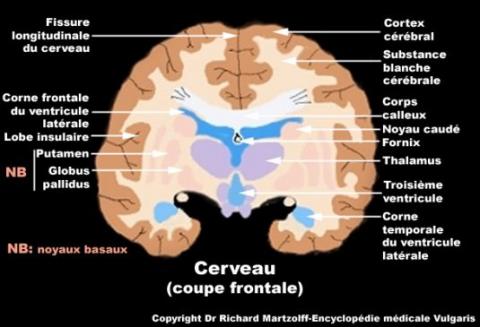 Fissure
longitudinale
du cerveau
Corne frontale
du ventricule
latérale
Lobe insulaire
Putamen
NB
Globus
pallidus
NB: noyaux basaux
Cortex
cérébral
Substance
blanche
cérébrale
Corps
calleux
Noyau caudé
Fornix
Thalamus
Troisième
ventricule
Corne
temporale
du ventricule
latérale
Cerveau
(coupe frontale)
Copyright Dr Richard Martzolff-Encyclopédie médicale Vulgaris